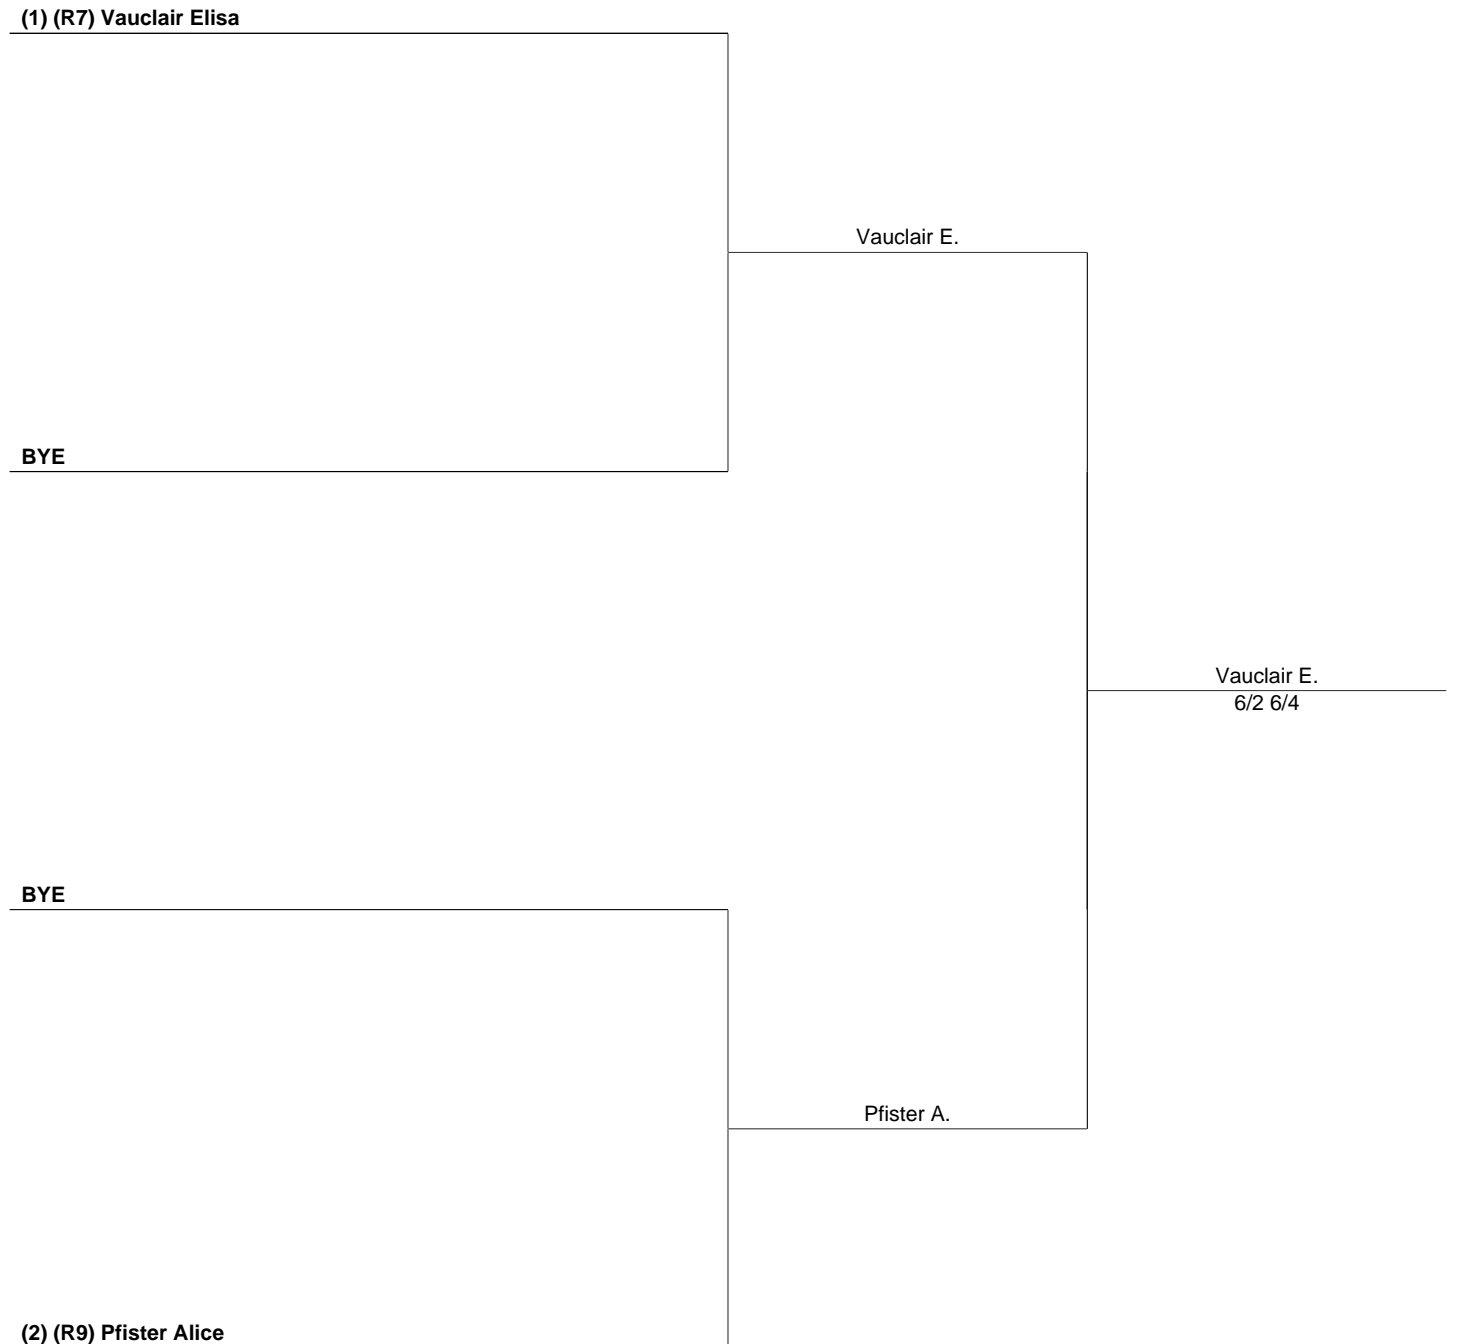 (1) (R7) Vauclair Elisa
Vauclair E.
BYE
Vauclair E.
6/2 6/4
BYE
Pfister A.
(2) (R9) Pfister Alice